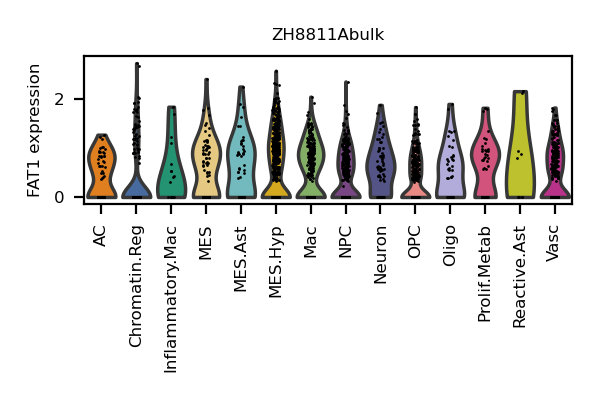 ZH8811Abulk
FAT1 expression
2
0
AC
Chromatin.Reg
Inflammatory.Mac
MES
MES.Ast
MES.Hyp
Mac
NPC
Neuron
OPC
Oligo
Prolif.Metab
Reactive.Ast
Vasc